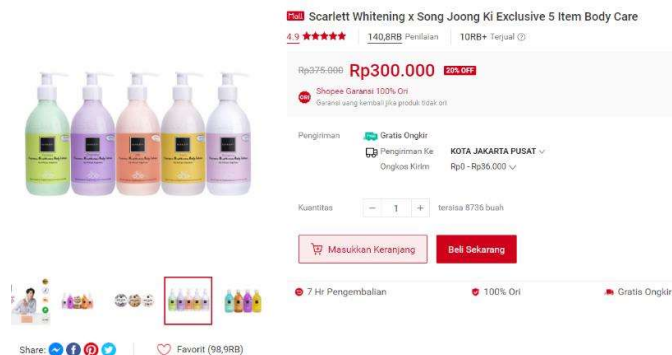 Mall Scarlett Whitening x Song Joong Ki Exclusive 5 Item Body Care
4.9 140,8RB Penilaian 10RB+ Terjual
Rp375.000 Rp300.000 20% OFF
Shopee Garansi 100% Ori
Garansi uang kembali jika produk tidak ori
Pengiriman Gratis Ongkir
Pengiriman Ke KOTA JAKARTA PUSAT
Ongkos Kirim Rp0 - Rp36.000
Kuantitas - 1 + tersisa 8736 buah
Masukkan Keranjang Beli Sekarang
7 Hr Pengembalian 100% Ori Gratis Ongkir
Share: Favorit (98,9RB)